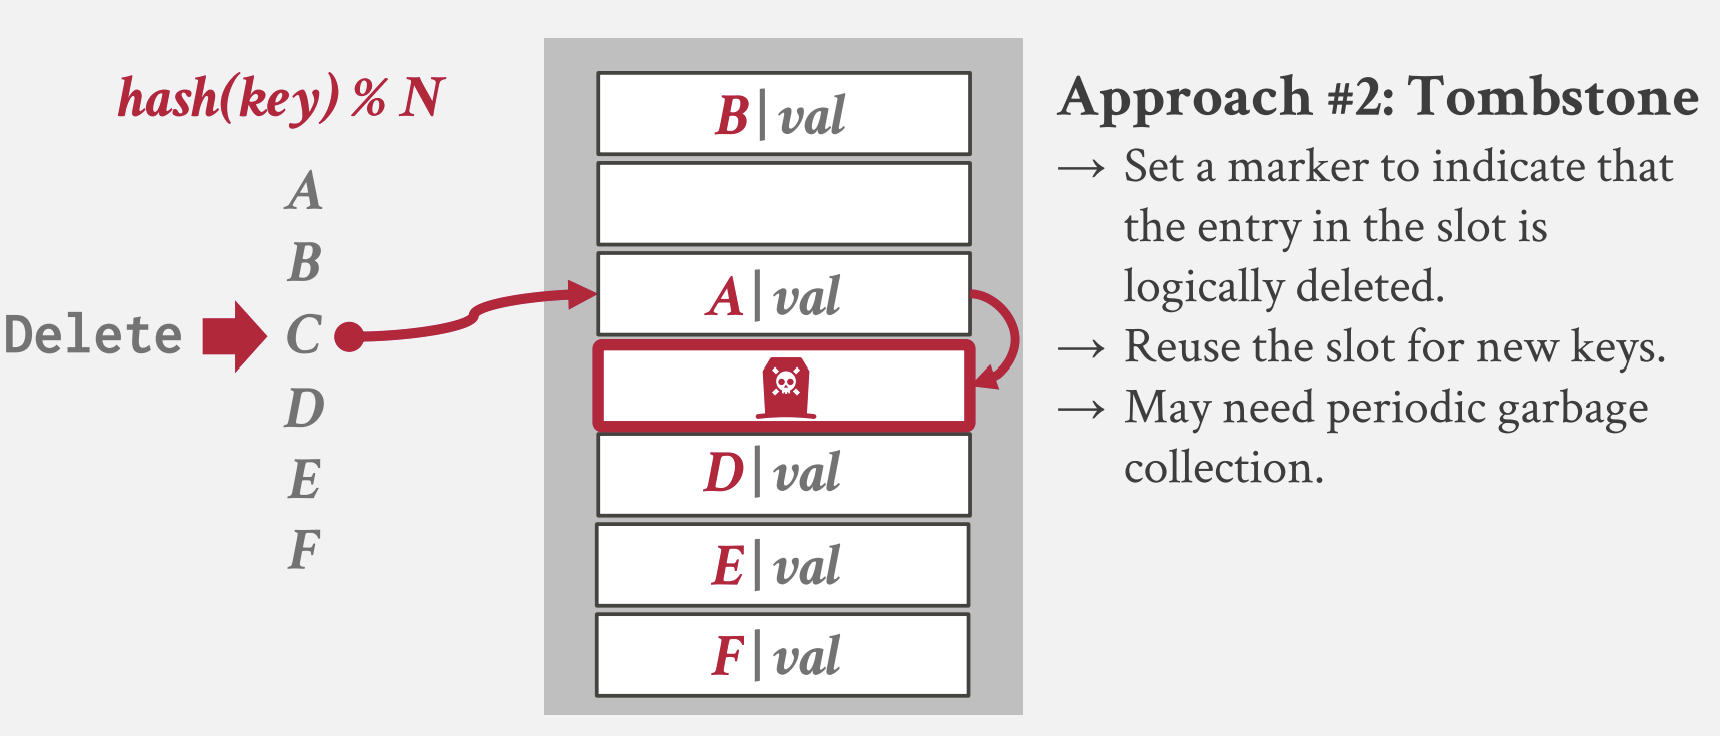 hash(key) % N
A
B
Delete C
D
E
F
B|val
A|val
D|val
E|val
F|val
Approach #2: Tombstone
→ Set a marker to indicate that
the entry in the slot is
logically deleted.
→ Reuse the slot for new keys.
→ May need periodic garbage
collection.